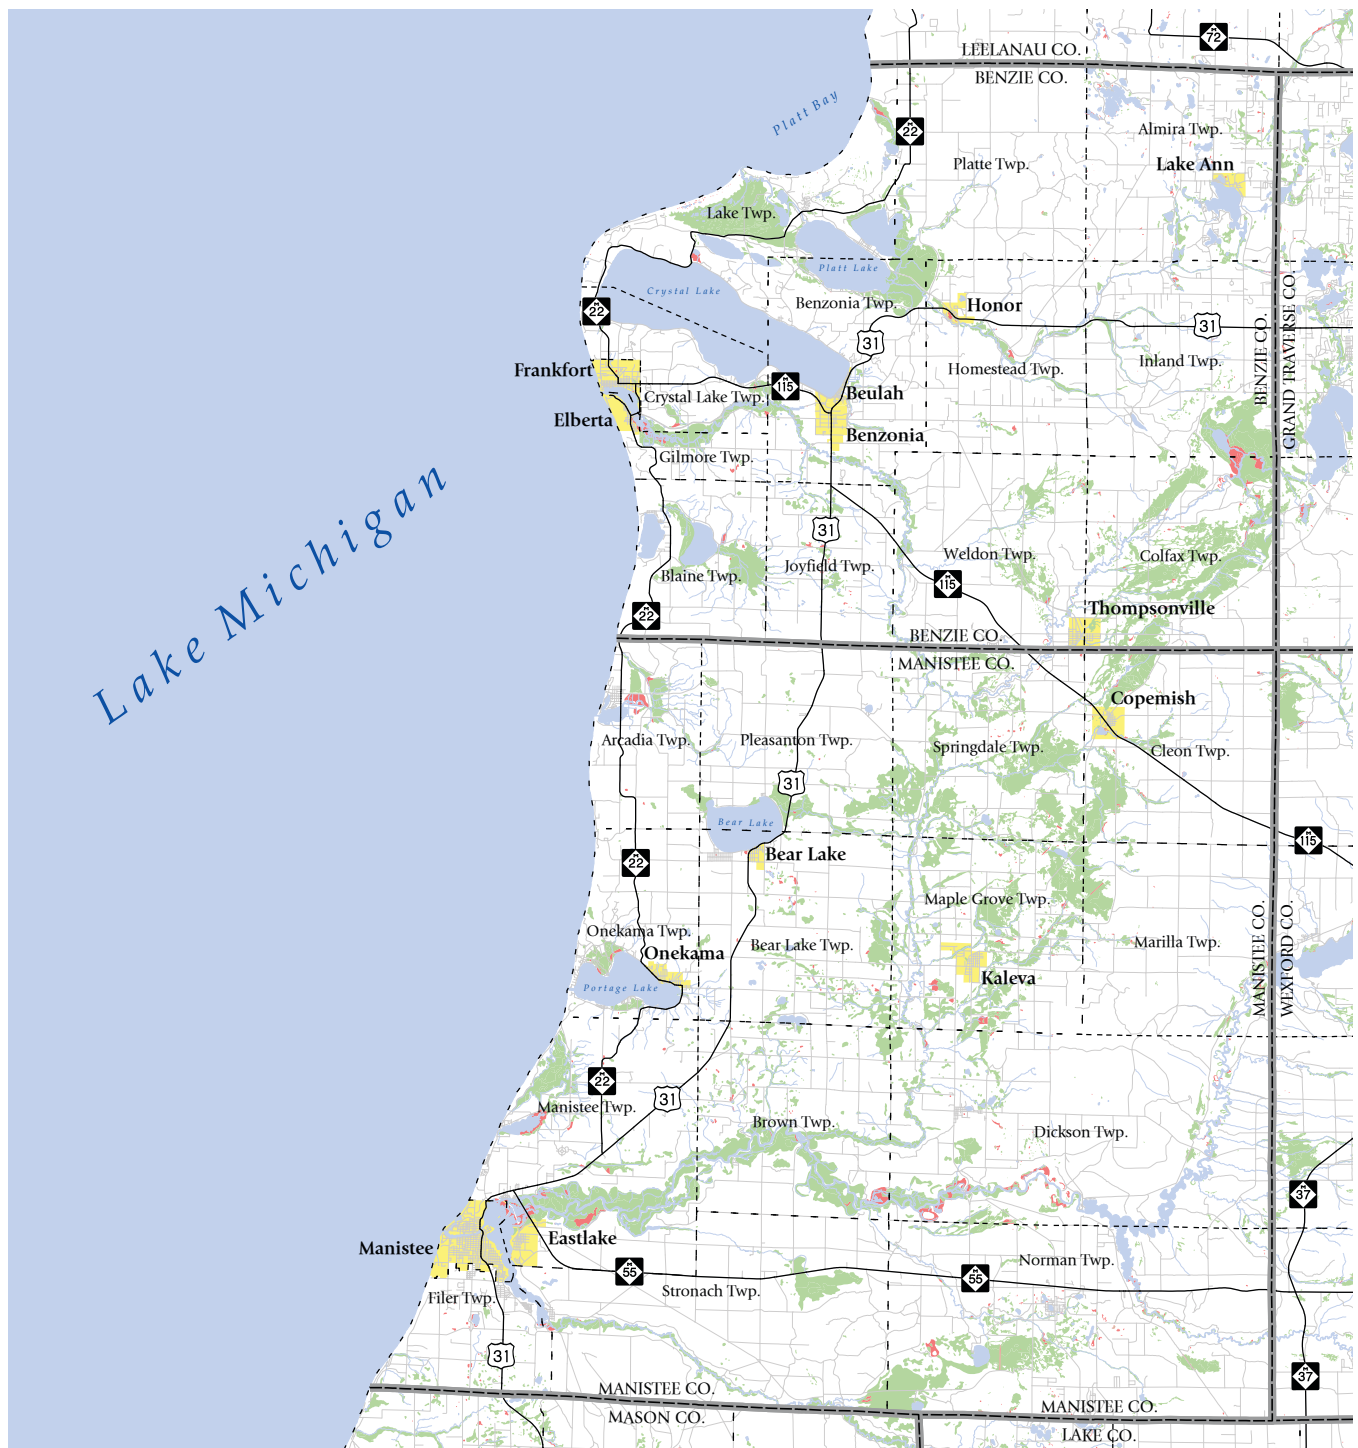 LEELANAU CO.
M
72
BENZIE CO.
Platt Bay
M
22
Almira Twp.
Platte Twp.
Lake Ann
Lake Twp.
Platt Lake
Crystal Lake
Benzonia Twp.
Honor
M
22
31
31
BENZIE CO.
GRAND TRAVERSE CO.
Inland Twp.
Homestead Twp.
Frankfort
M
115
Crystal Lake Twp.
Beulah
Elberta
Benzonia
Gilmore Twp.
Lake Michigan
31
Weldon Twp.
Colfax Twp.
Joyfield Twp.
Blaine Twp.
M
115
M
22
Thompsonville
BENZIE CO.
MANISTEE CO.
Copemish
Arcadia Twp.
Pleasanton Twp.
Springdale Twp.
Cleon Twp.
31
Bear Lake
M
115
Bear Lake
M
22
Maple Grove Twp.
MANISTEE CO.
WEXFORD CO.
Onekama Twp.
Bear Lake Twp.
Marilla Twp.
Onekama
Kaleva
Portage Lake
M
22
31
Manistee Twp.
Brown Twp.
Dickson Twp.
M
37
Eastlake
Manistee
M
55
M
55
Norman Twp.
Stronach Twp.
Filer Twp.
31
M
37
MANISTEE CO.
MASON CO.
MANISTEE CO.
LAKE CO.